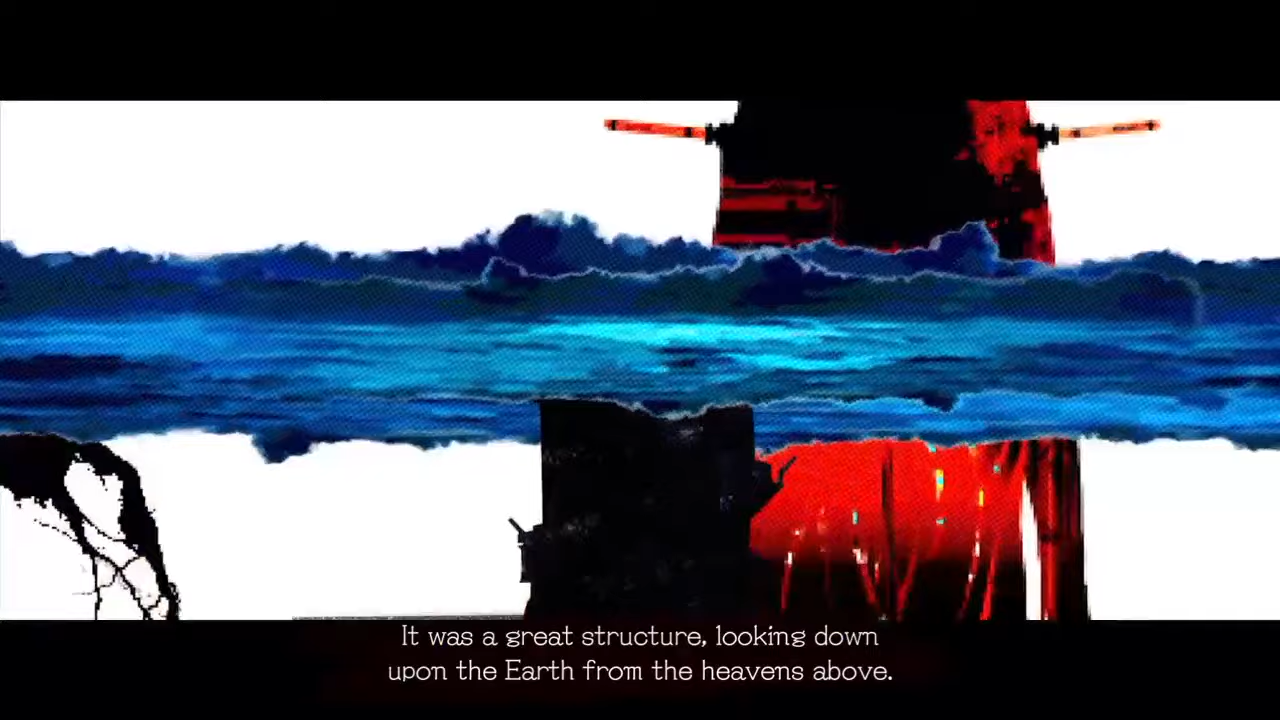 It was a great structure, looking down
upon the Earth from the heavens above.